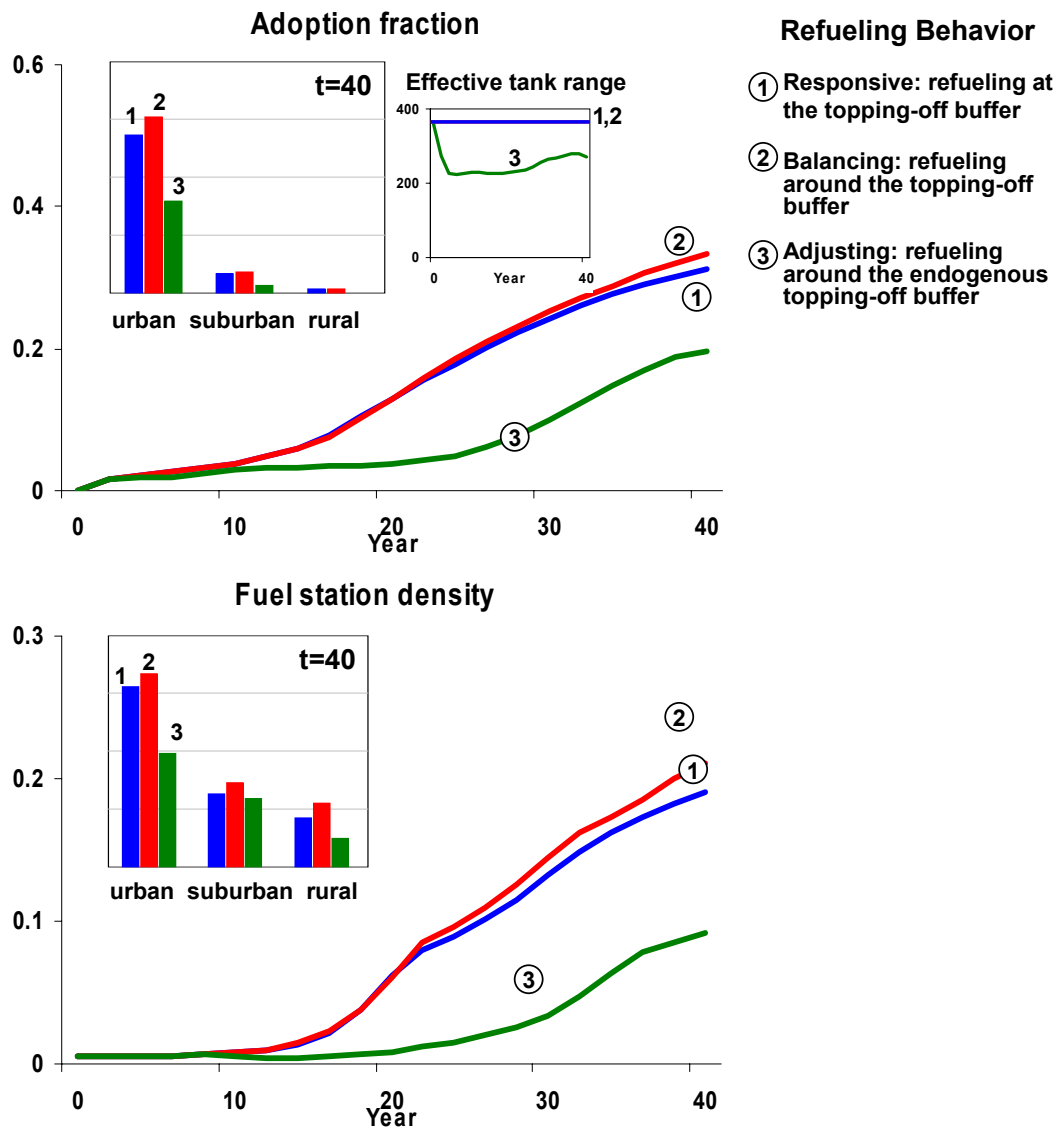 Adoption fraction
Refueling Behavior
1 Responsive: refueling at
the topping-off buffer
2 Balancing: refueling
around the topping-off
buffer
3 Adjusting: refueling
around the endogenous
topping-off buffer
0.6
0.4
0.2
0
t=40
1
2
3
urban suburban rural
Effective tank range
400
200
0
1,2
3
0 Year 40
2
1
3
0 10 20 30 40
Year
Fuel station density
0.3
0.2
0.1
0
t=40
1
2
3
urban suburban rural
2
1
3
0 10 20 30 40
Year